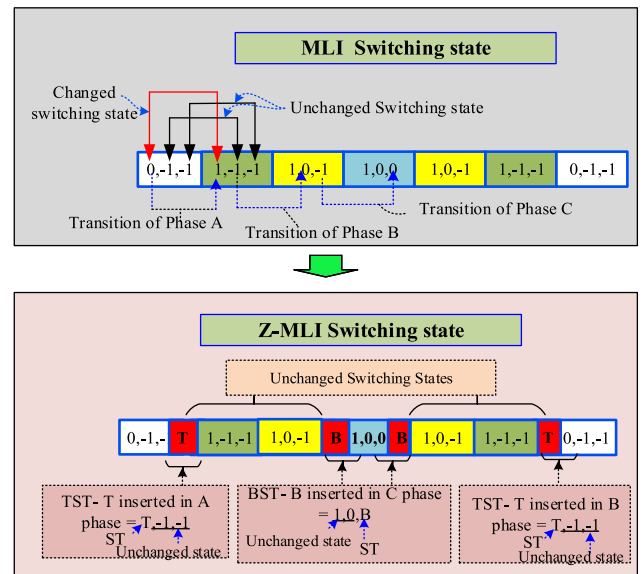 MLI Switching state
Changed
switching state
Unchanged Switching state
0,-1,-1 1,-1,-1 1,0,-1 1,0,0 1,0,-1 1,-1,-1 0,-1,-1
Transition of Phase A
Transition of Phase B
Transition of Phase C
Z-MLI Switching state
Unchanged Switching States
0,-1,- T 1,-1,-1 1,0,-1 B 1,0,0 B 1,0,-1 1,-1,-1 T 0,-1,-1
TST- T inserted in A
phase = T,-1,-1
ST
Unchanged state
BST- B inserted in C phase
= 1,0,B
Unchanged state
ST
TST- T inserted in B
phase = T,-1,-1
ST
Unchanged state